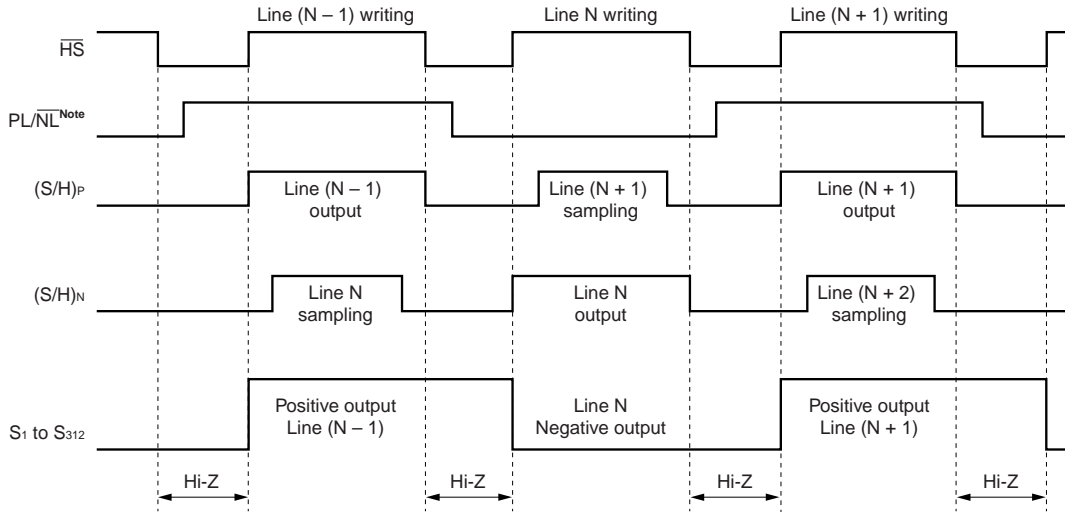 Line (N – 1) writing Line N writing Line (N + 1) writing
HS
PL/NL Note
(S/H)P Line (N – 1) output Line (N + 1) sampling Line (N + 1) output
(S/H)N Line N sampling Line N output Line (N + 2) sampling
S1 to S312 Positive output Line (N – 1) Line N Negative output Positive output Line (N + 1)
Hi-Z Hi-Z Hi-Z Hi-Z